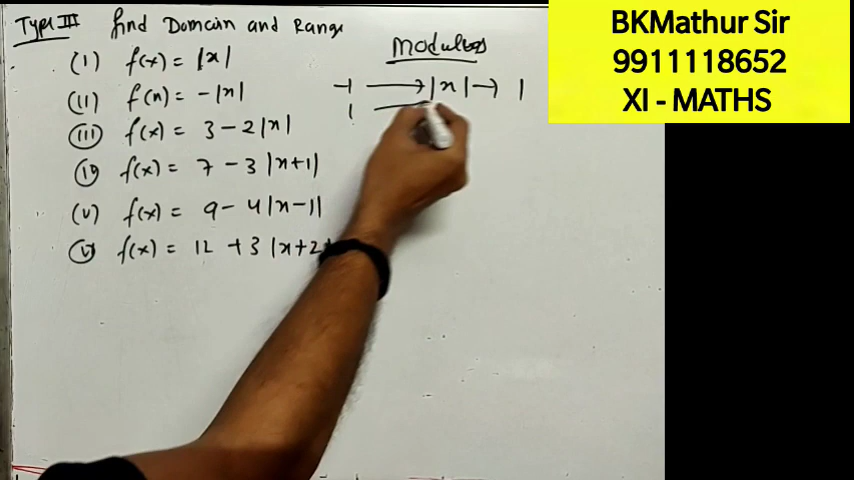 Type III find Domain and Range
(I) f(x) = |x|
(II) f(x) = -|x|
(III) f(x) = 3 - 2|x|
(IV) f(x) = 7 - 3|x+1|
(V) f(x) = 9 - 4|x-1|
f(x) = 12 + 3|x+2|
Modulus
-1 → |x| → 1
1
BKMathur Sir
9911118652
XI - MATHS